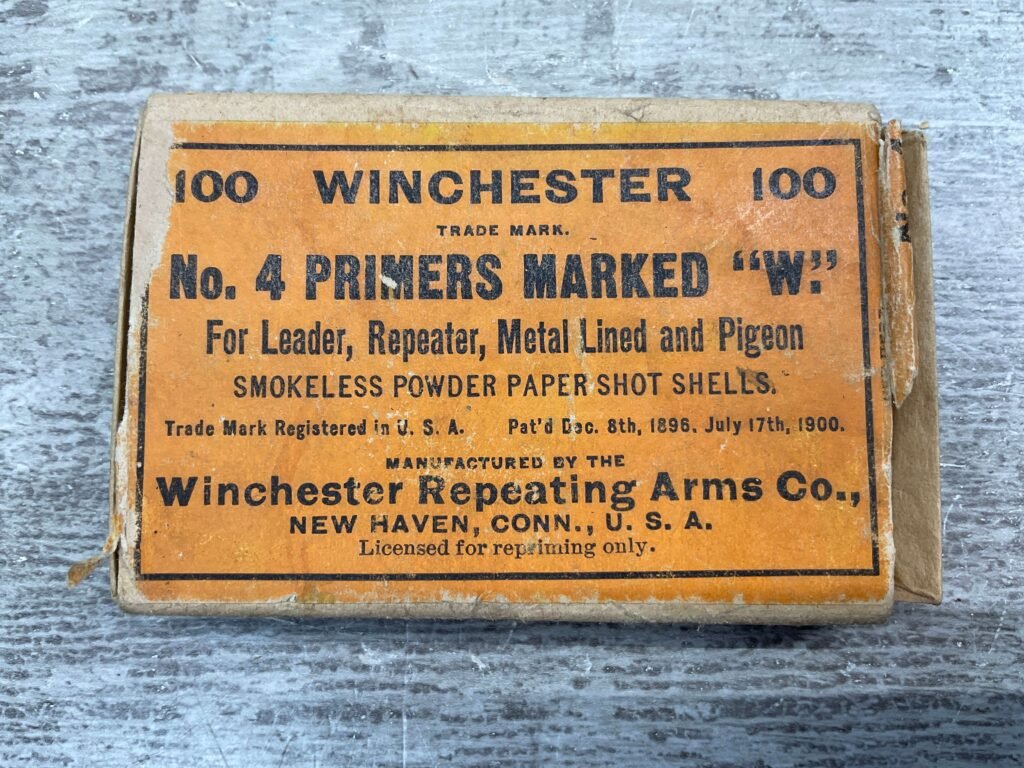 100 WINCHESTER 100
TRADE MARK.
No. 4 PRIMERS MARKED "W."
For Leader, Repeater, Metal Lined and Pigeon
SMOKELESS POWDER PAPER SHOT SHELLS.
Trade Mark Registered in U. S. A. Pat'd Dec. 8th, 1896. July 17th, 1900.
MANUFACTURED BY THE
Winchester Repeating Arms Co.,
NEW HAVEN, CONN., U. S. A.
Licensed for repriming only.